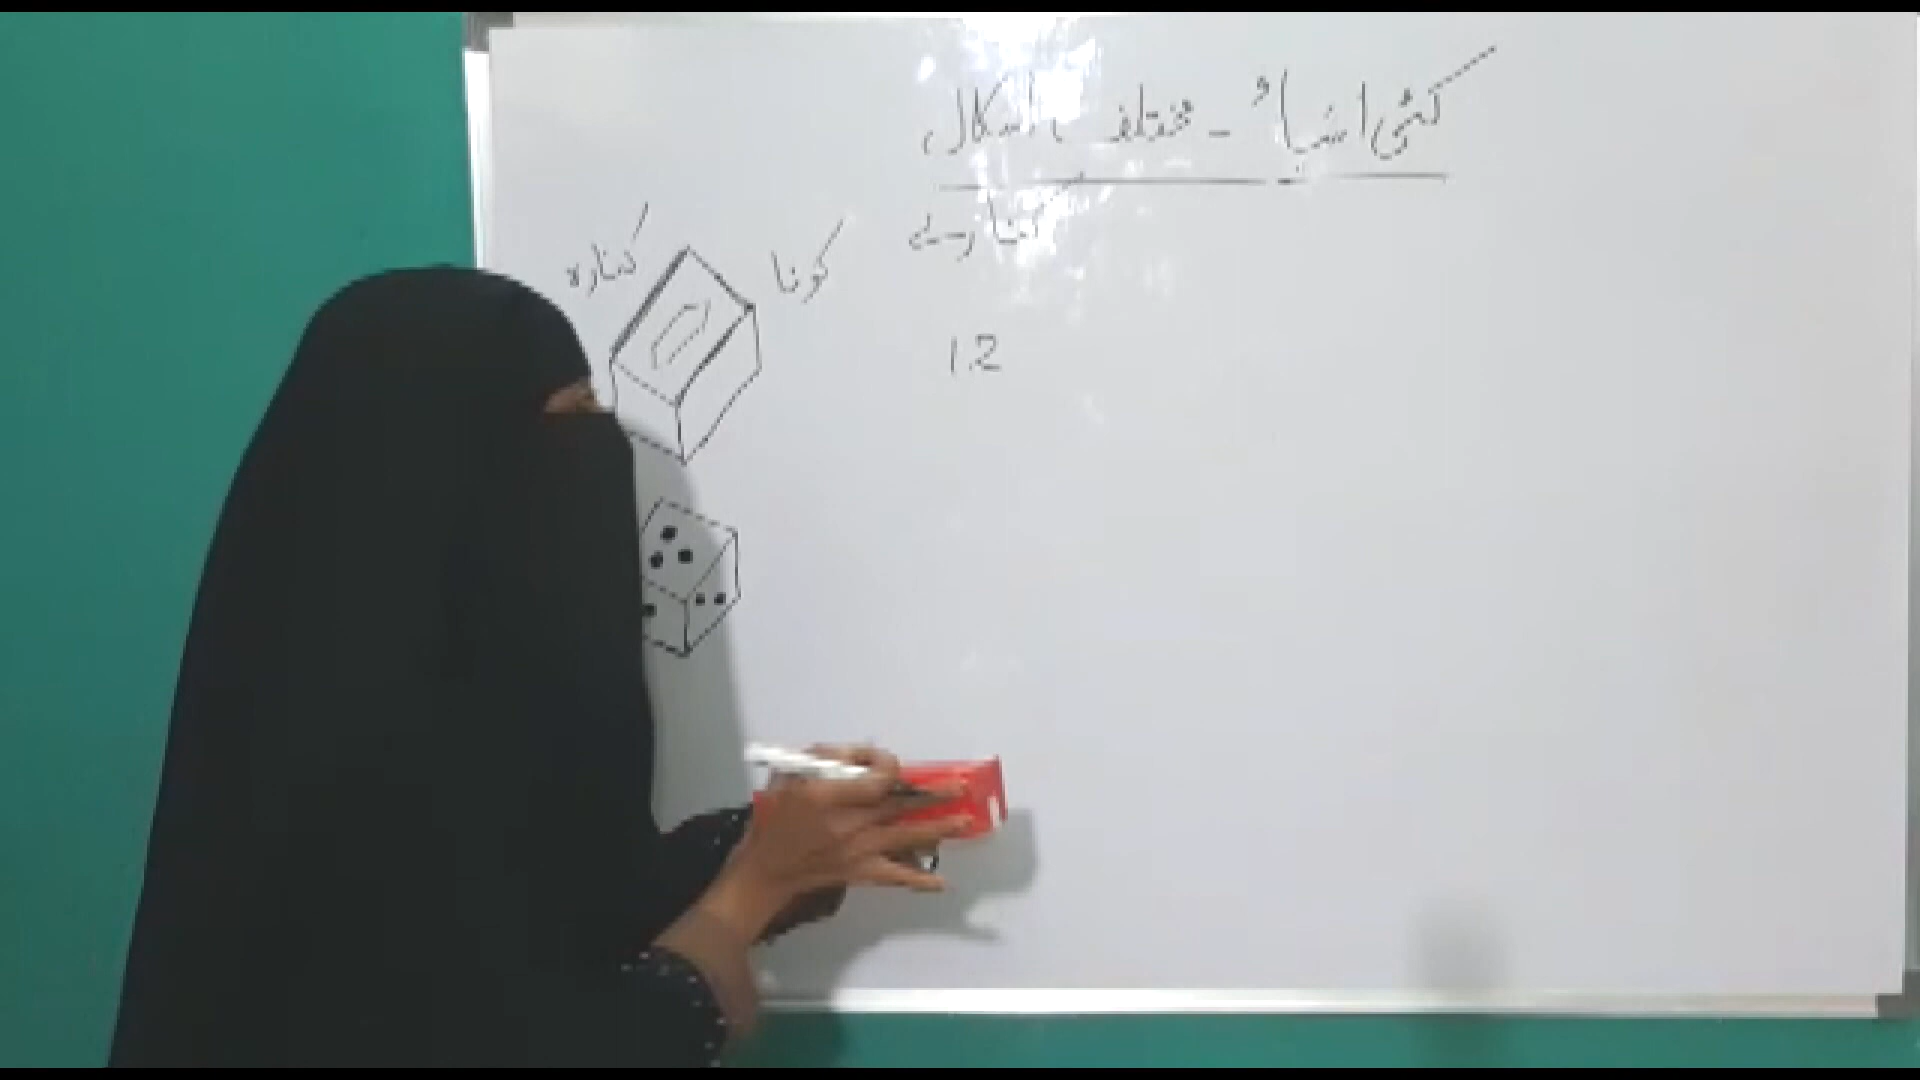 کئی اشیاء - مختلف اشکال
کنارے
کنارہ
کونا
12